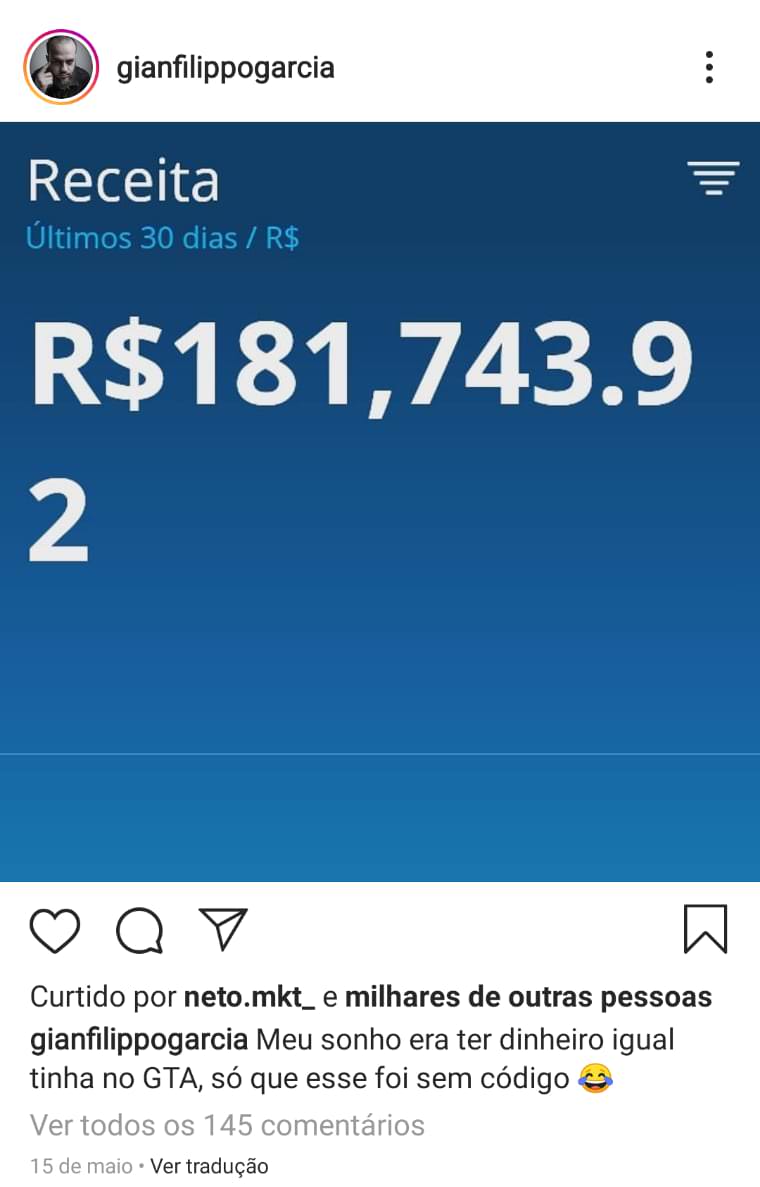 gianfilippogarcia
Receita
Últimos 30 dias / R$
R$181,743.9
2
Curtido por neto.mkt_ e milhares de outras pessoas
gianfilippogarcia Meu sonho era ter dinheiro igual
tinha no GTA, só que esse foi sem código 😂
Ver todos os 145 comentários
15 de maio • Ver tradução